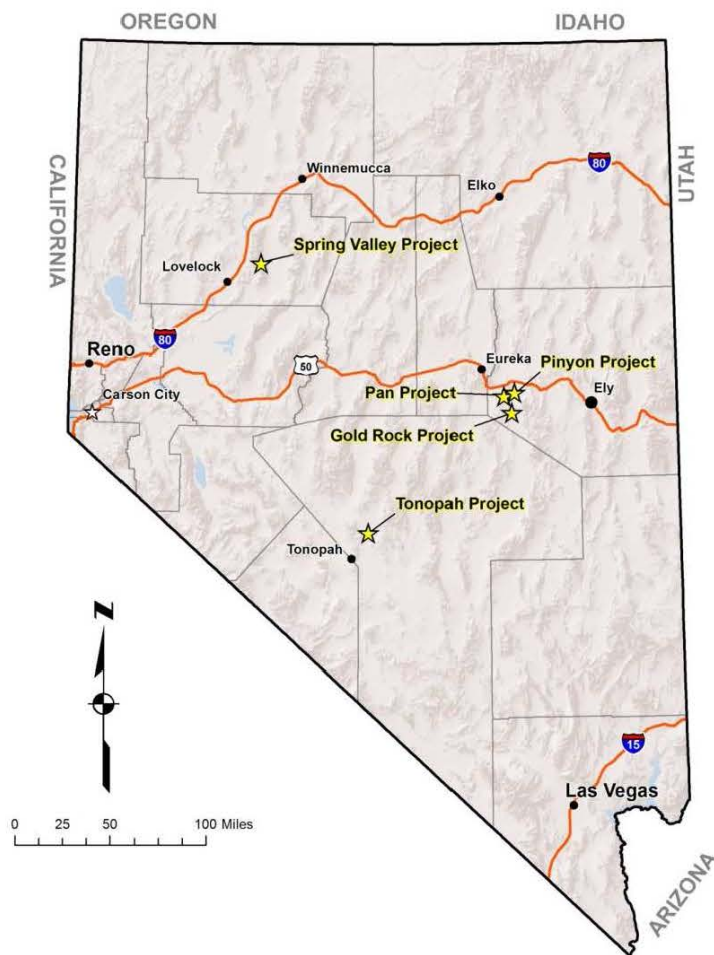 OREGON
IDAHO
CALIFORNIA
UTAH
Winnemucca
Elko
80
Spring Valley Project
Lovelock
80
Reno
50
Eureka
Pinyon Project
Carson City
Pan Project
Ely
Gold Rock Project
Tonopah Project
Tonopah
N
15
Las Vegas
0 25 50 100 Miles
ARIZONA